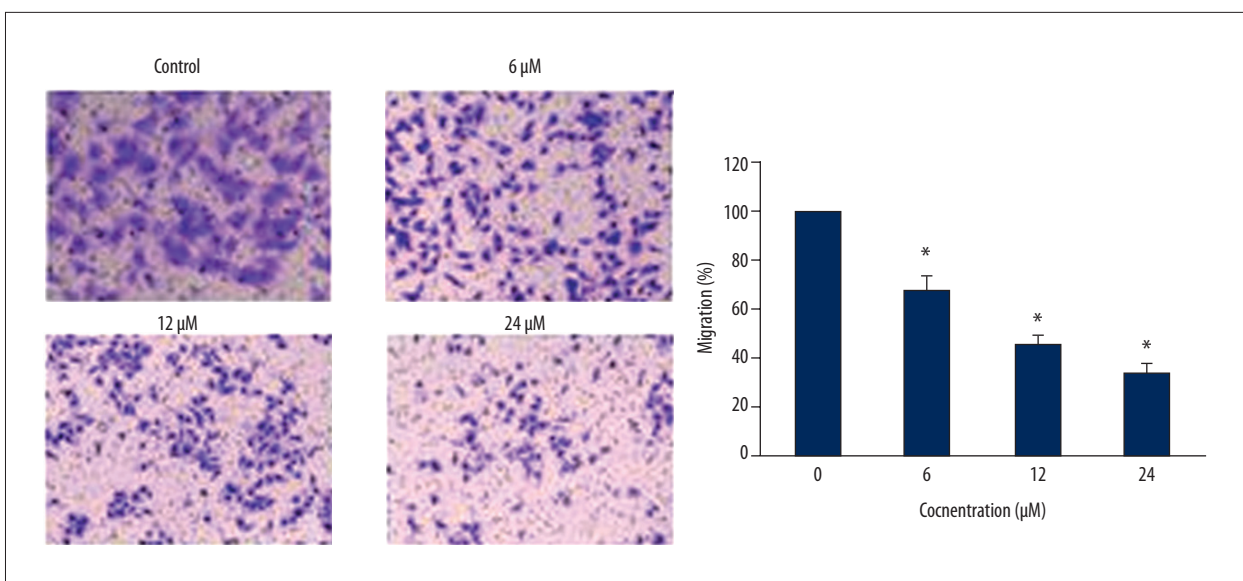 Control
6 µM
12 µM
24 µM
Migration (%)
120
100
80
60
40
20
0
*
*
*
0 6 12 24
Cocnentration (µM)